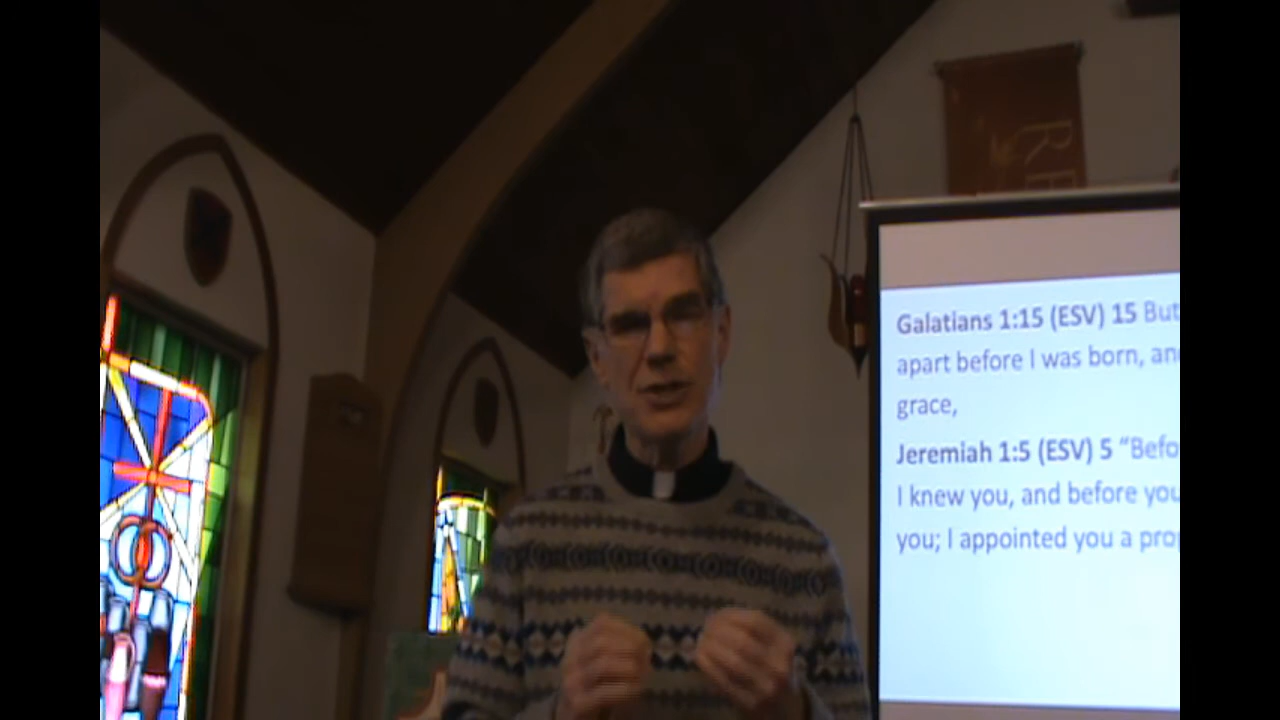 RE
Galatians 1:15 (ESV) 15 But
apart before I was born, an
grace,
Jeremiah 1:5 (ESV) 5 “Befo
I knew you, and before you
you; I appointed you a pro